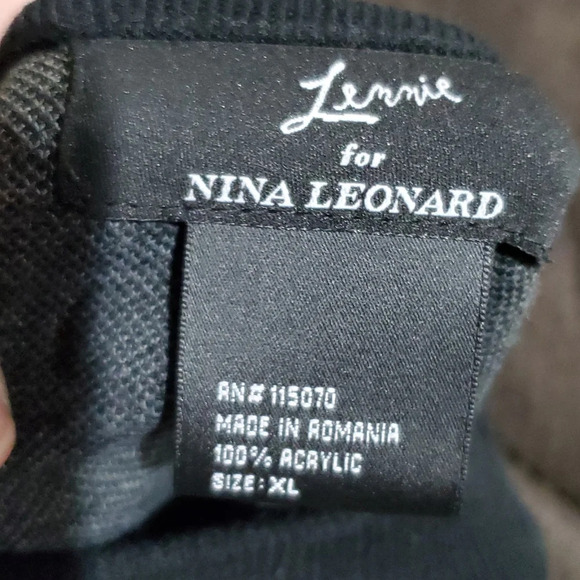 Lennie
for
NINA LEONARD
RN# 115070
MADE IN ROMANIA
100% ACRYLIC
SIZE: XL